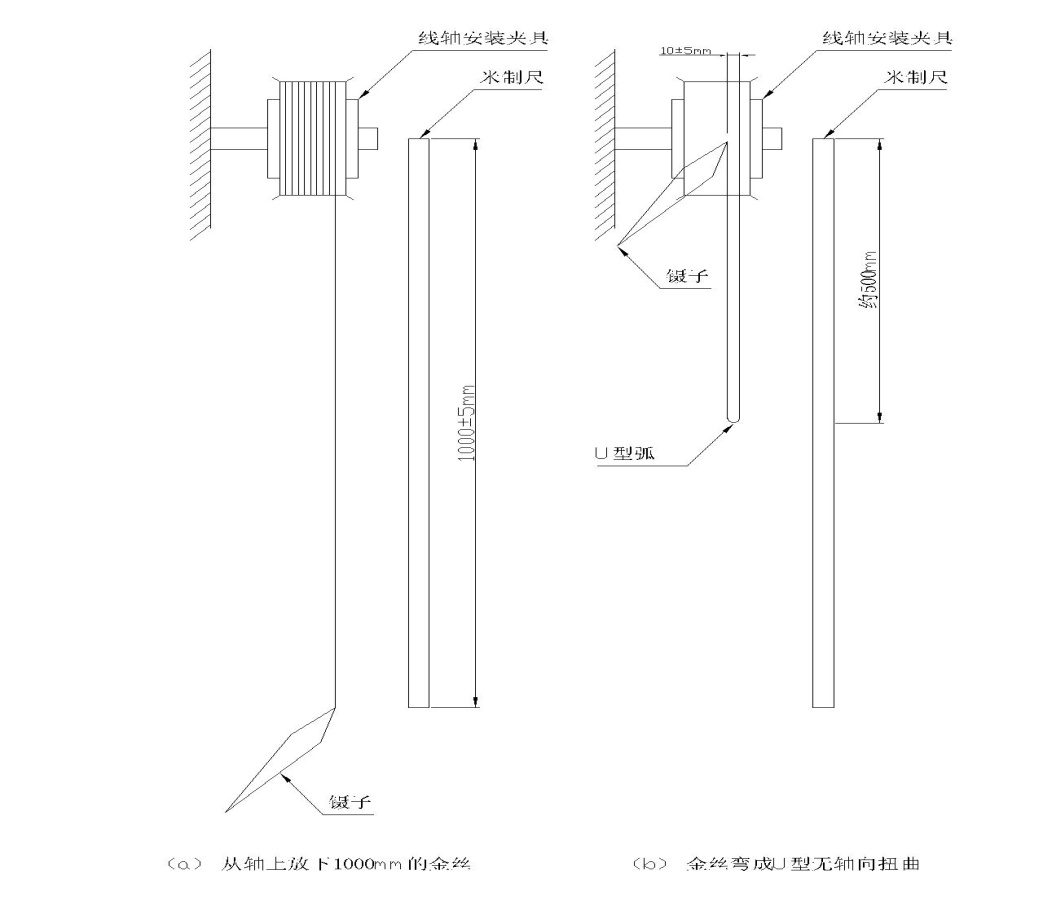 线轴安装夹具
米制尺
1000±5mm
镊子
(a) 从轴上放下1000mm的金丝
10±5mm
线轴安装夹具
米制尺
镊子
约500mm
U型弧
(b) 金丝弯成U型无轴向扭曲